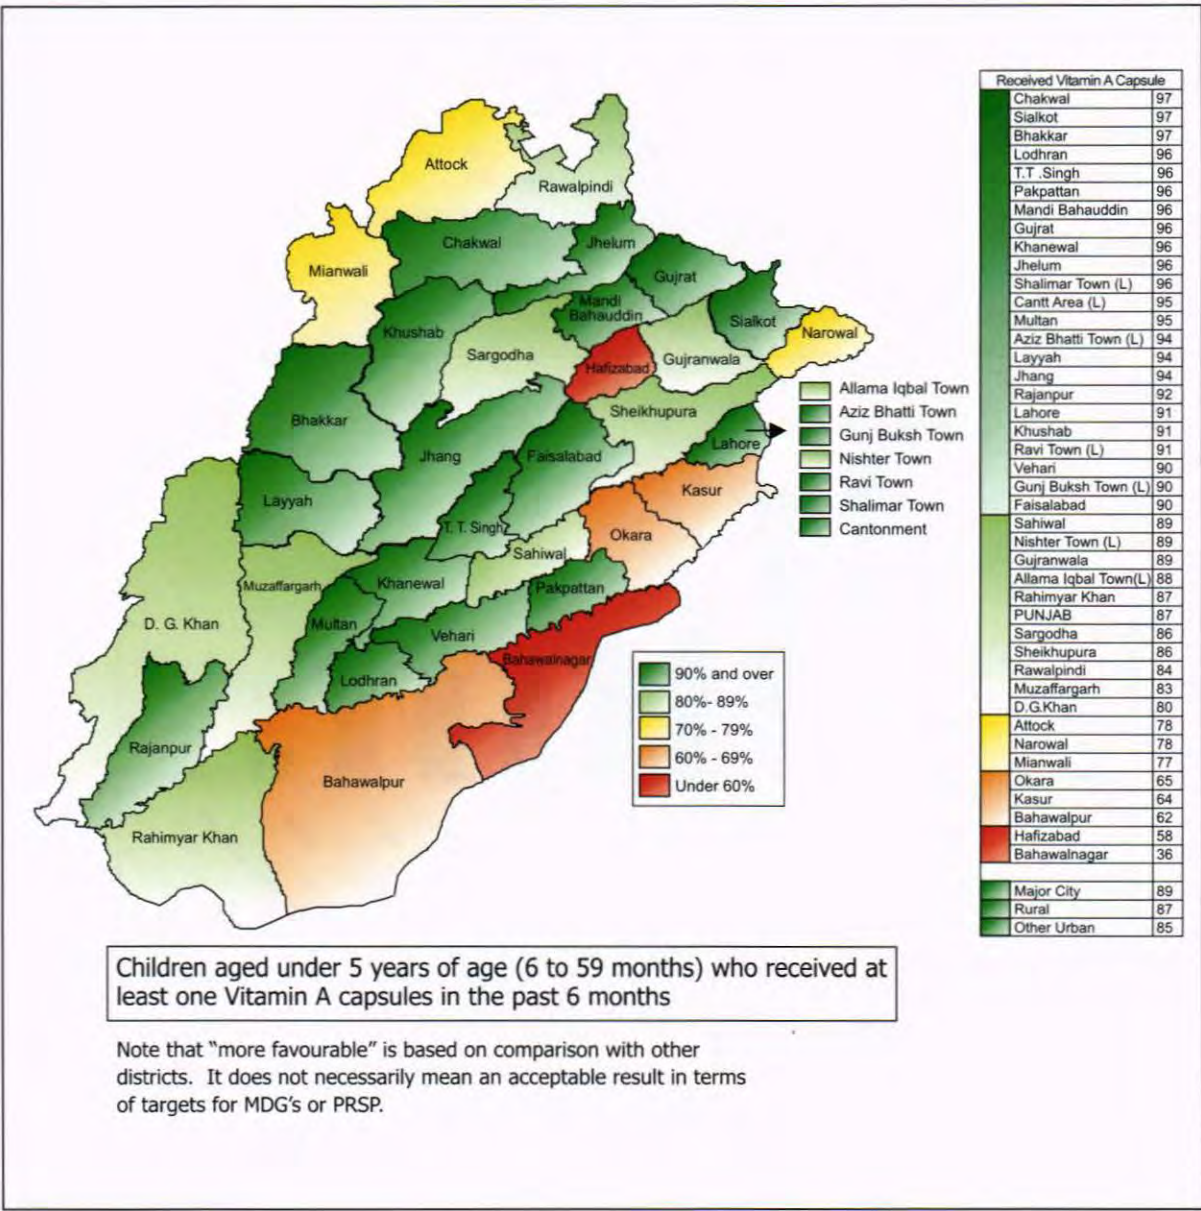 Attock
Rawalpindi
Chakwal
Jhelum
Mianwali
Gujrat
Mandi
Bahauddin
Khushab
Sialkot
Narowal
Sargodha
Hafizabad
Gujranwala
Sheikhupura
Bhakkar
Lahore
Jhang
Faisalabad
Kasur
Layyah
T. T. Singh
Okara
Sahiwal
Muzaffargarh
Khanewal
Pakpattan
D. G. Khan
Multan
Vehari
Bahawalnagar
Lodhran
Rajanpur
Bahawalpur
Rahimyar Khan
Allama Iqbal Town
Aziz Bhatti Town
Gunj Buksh Town
Nishter Town
Ravi Town
Shalimar Town
Cantonment
90% and over
80%- 89%
70% - 79%
60% - 69%
Under 60%
Received Vitamin A Capsule
Chakwal 97
Sialkot 97
Bhakkar 97
Lodhran 96
T.T .Singh 96
Pakpattan 96
Mandi Bahauddin 96
Gujrat 96
Khanewal 96
Jhelum 96
Shalimar Town (L) 96
Cantt Area (L) 95
Multan 95
Aziz Bhatti Town (L) 94
Layyah 94
Jhang 94
Rajanpur 92
Lahore 91
Khushab 91
Ravi Town (L) 91
Vehari 90
Gunj Buksh Town (L) 90
Faisalabad 90
Sahiwal 89
Nishter Town (L) 89
Gujranwala 89
Allama Iqbal Town(L) 88
Rahimyar Khan 87
PUNJAB 87
Sargodha 86
Sheikhupura 86
Rawalpindi 84
Muzaffargarh 83
D.G.Khan 80
Attock 78
Narowal 78
Mianwali 77
Okara 65
Kasur 64
Bahawalpur 62
Hafizabad 58
Bahawalnagar 36
Major City 89
Rural 87
Other Urban 85
Children aged under 5 years of age (6 to 59 months) who received at
least one Vitamin A capsules in the past 6 months
Note that "more favourable" is based on comparison with other
districts. It does not necessarily mean an acceptable result in terms
of targets for MDG's or PRSP.